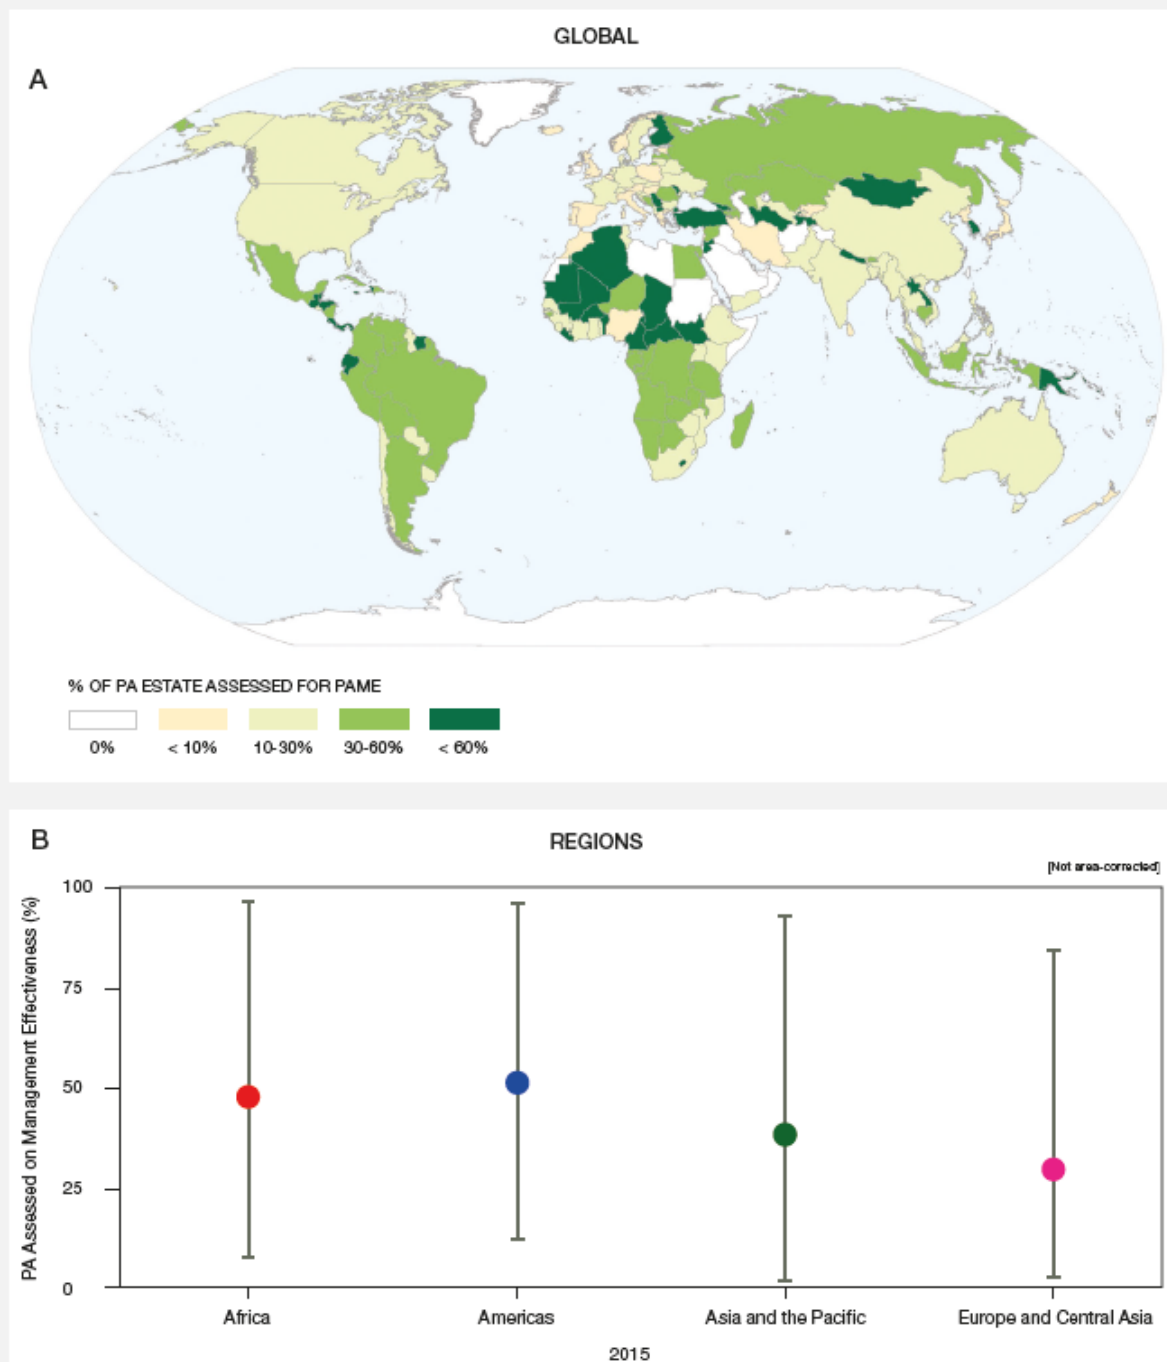 GLOBAL
A
% OF PA ESTATE ASSESSED FOR PAME
0%
< 10%
10-30%
30-60%
< 60%
B
REGIONS
[Not area-corrected]
PA Assessed on Management Effectiveness (%)
100
75
50
25
0
Africa
Americas
Asia and the Pacific
Europe and Central Asia
2015